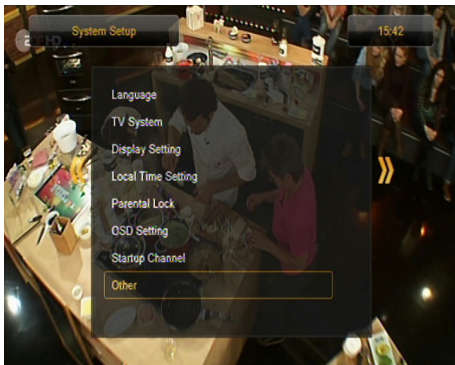 System Setup
15:42
Language
TV System
Display Setting
Local Time Setting
Parental Lock
OSD Setting
Startup Channel
Other